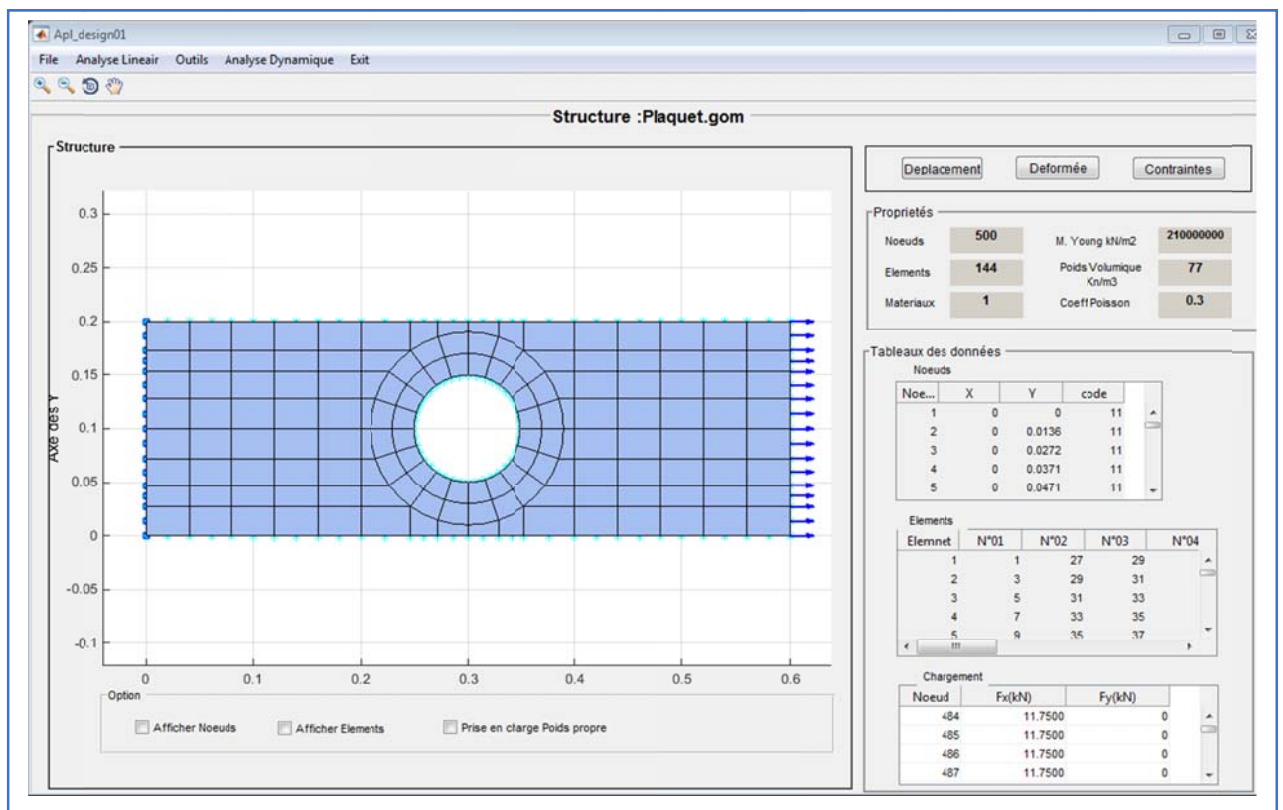 Apl_design01
File Analyse Lineair Outils Analyse Dynamique Exit
Structure :Plaquet.gom
Structure
Deplacement Deformée Contraintes
Proprietés
Noeuds 500 M. Young kN/m2 210000000
Elements 144 Poids Volumique Kn/m3 77
Materiaux 1 Coeff Poisson 0.3
Tableaux des données
Noeuds
Noe... X Y code
1 0 0 11
2 0 0.0136 11
3 0 0.0272 11
4 0 0.0371 11
5 0 0.0471 11
Elements
Elemnet N°01 N°02 N°03 N°04
1 1 27 29
2 3 29 31
3 5 31 33
4 7 33 35
5 9 35 37
Chargement
Noeud Fx(kN) Fy(kN)
484 11.7500 0
485 11.7500 0
486 11.7500 0
487 11.7500 0
Axe des Y
0.3
0.25
0.2
0.15
0.1
0.05
0
-0.05
-0.1
0 0.1 0.2 0.3 0.4 0.5 0.6
Option
Afficher Noeuds Afficher Elements Prise en clarge Poids propre